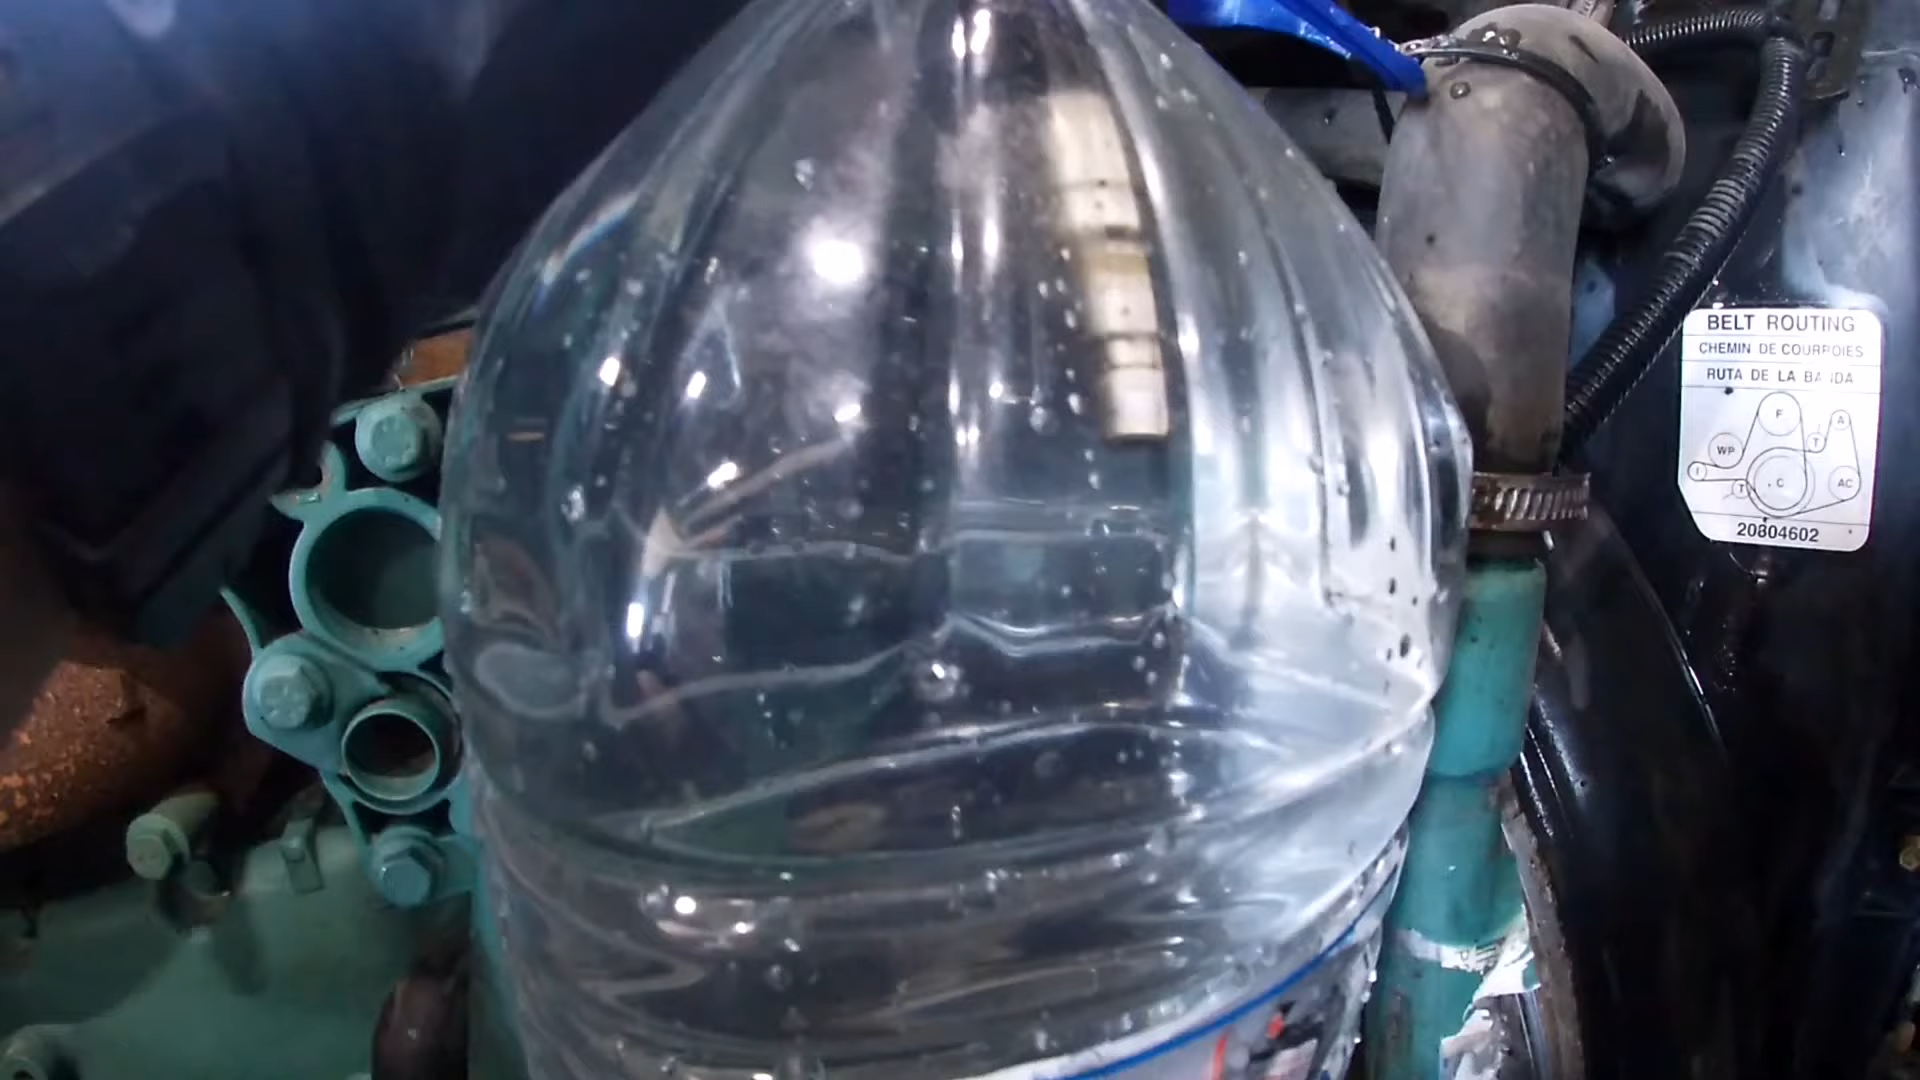 BELT ROUTING
CHEMIN DE COURROIES
RUTA DE LA BANDA
F
A
T
WP
I
T
C
AC
20804602